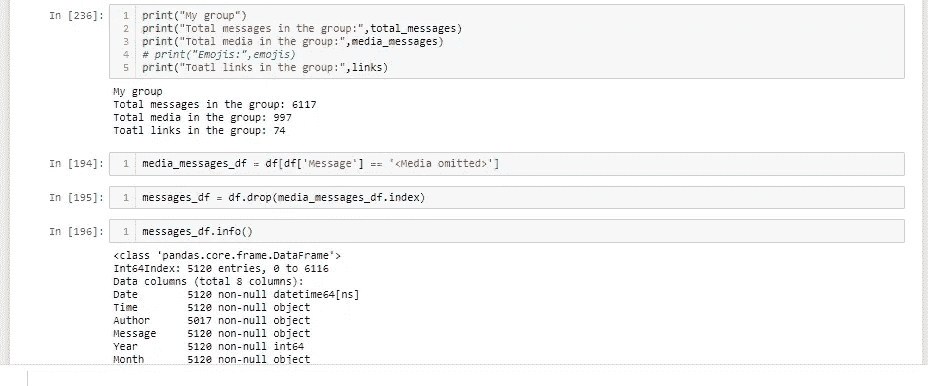 In [236]:
1 print("My group")
2 print("Total messages in the group:",total_messages)
3 print("Total media in the group:",media_messages)
4 # print("Emojis:",emojis)
5 print("Toatl links in the group:",links)
My group
Total messages in the group: 6117
Total media in the group: 997
Toatl links in the group: 74
In [194]: 1 media_messages_df = df[df['Message'] == '<Media omitted>']
In [195]: 1 messages_df = df.drop(media_messages_df.index)
In [196]: 1 messages_df.info()
<class 'pandas.core.frame.DataFrame'>
Int64Index: 5120 entries, 0 to 6116
Data columns (total 8 columns):
Date 5120 non-null datetime64[ns]
Time 5120 non-null object
Author 5017 non-null object
Message 5120 non-null object
Year 5120 non-null int64
Month 5120 non-null object